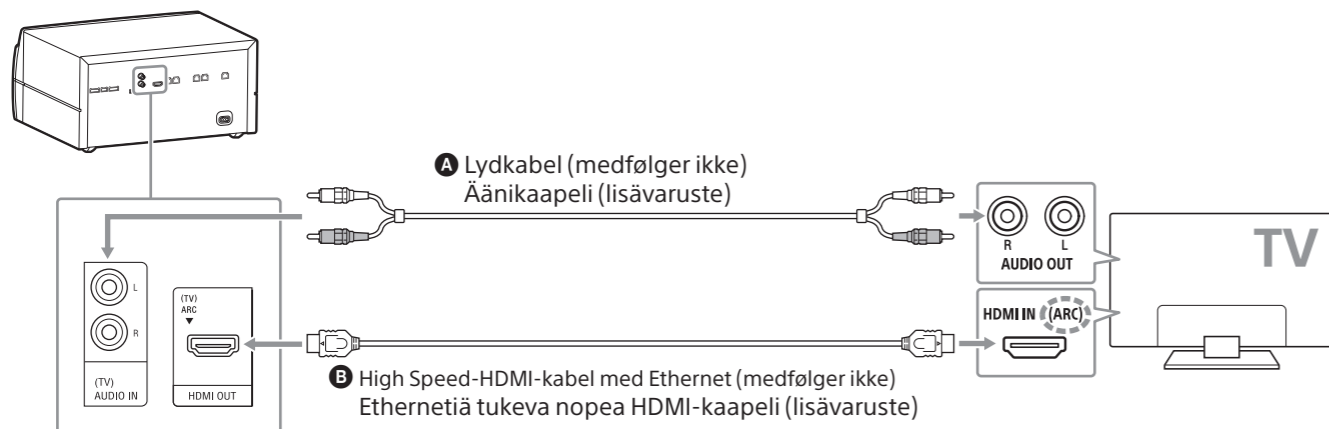 A Lydkabel (medfølger ikke)
Äänikaapeli (lisävaruste)
R L
AUDIO OUT
TV
L
R
(TV)
AUDIO IN
(TV)
ARC
HDMI OUT
HDMI IN (ARC)
B High Speed-HDMI-kabel med Ethernet (medfølger ikke)
Ethernetiä tukeva nopea HDMI-kaapeli (lisävaruste)